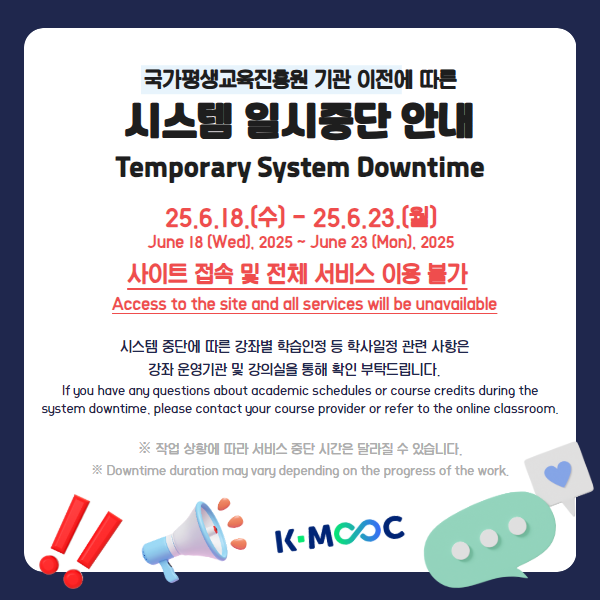 국가평생교육진흥원 기관 이전에 따른
시스템 일시중단 안내
Temporary System Downtime
25.6.18.(수) - 25.6.23.(월)
June 18 (Wed), 2025 ~ June 23 (Mon), 2025
사이트 접속 및 전체 서비스 이용 불가
Access to the site and all services will be unavailable
시스템 중단에 따른 강좌별 학습인정 등 학사일정 관련 사항은
강좌 운영기관 및 강의실을 통해 확인 부탁드립니다.
If you have any questions about academic schedules or course credits during the
system downtime, please contact your course provider or refer to the online classroom.
※ 작업 상황에 따라 서비스 중단 시간은 달라질 수 있습니다.
※ Downtime duration may vary depending on the progress of the work.
K-MOOC